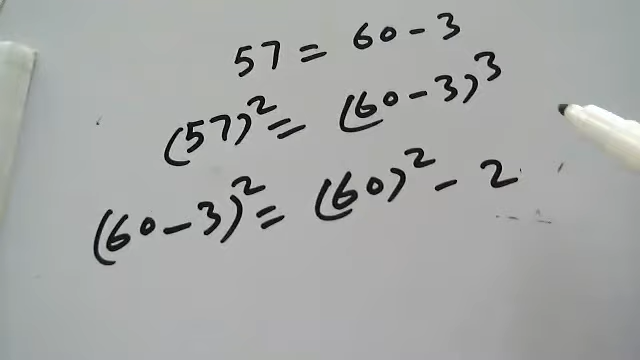 57 = 60 - 3
(57)² = (60 - 3)³
(60 - 3)² = (60)² - 2